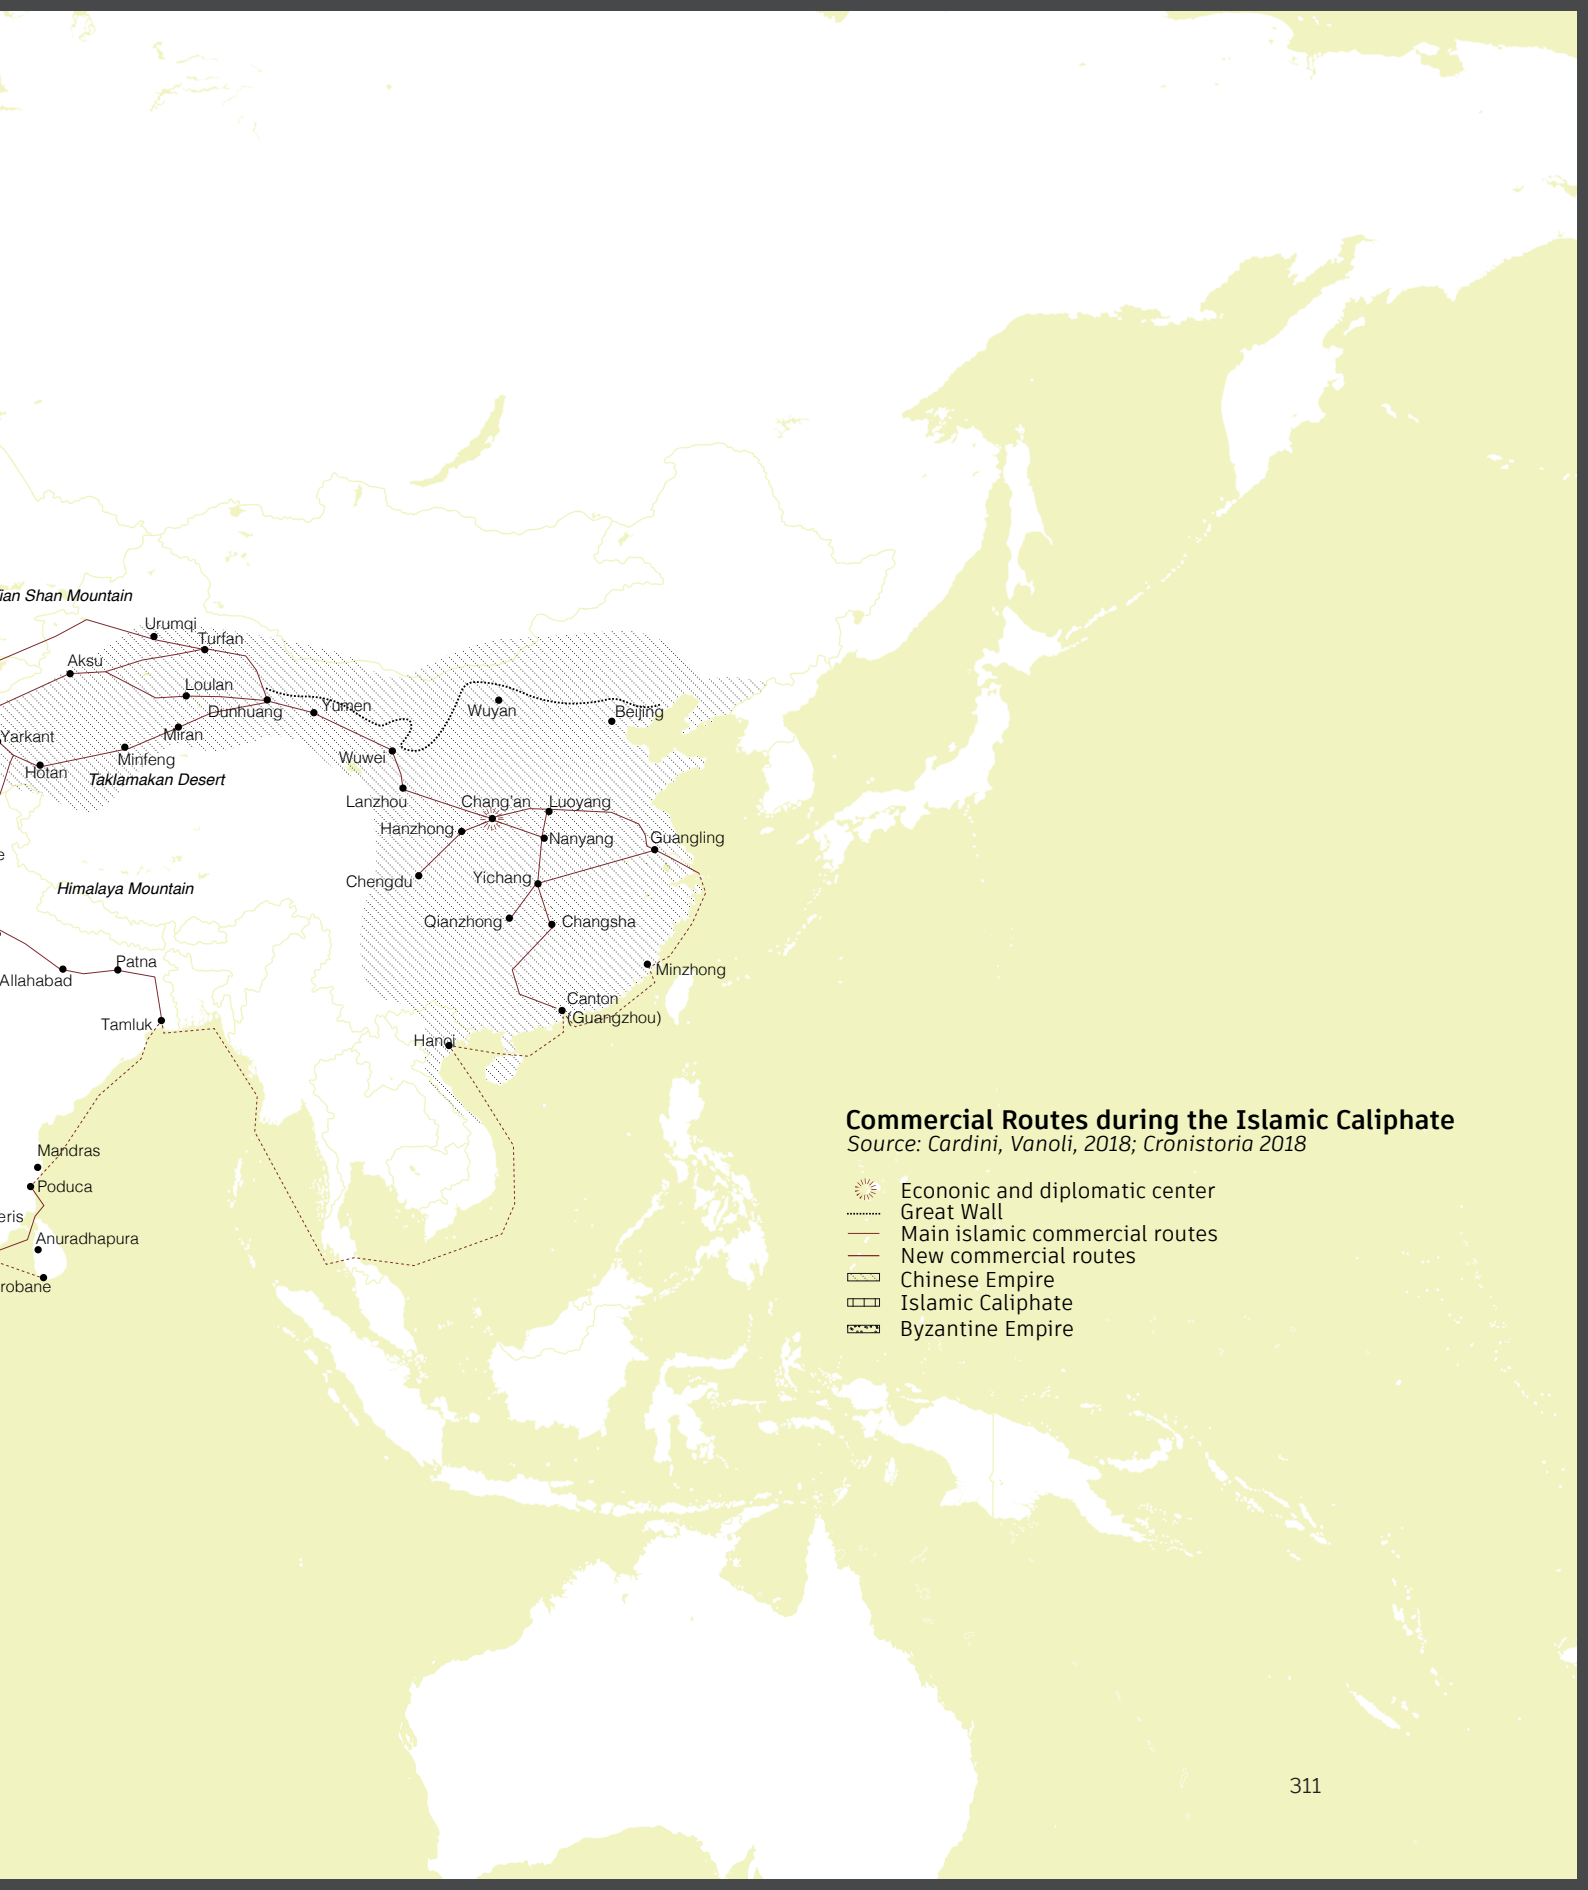 ian Shan Mountain
Urumqi
Turfan
Aksu
Loulan
Dunhuang
Yumen
Wuyan
Beijing
Yarkant
Miran
Minfeng
Hotan
Wuwei
Taklamakan Desert
Lanzhou
Chang'an
Luoyang
Hanzhong
Nanyang
Guangling
e
Chengdu
Yichang
Himalaya Mountain
Qianzhong
Changsha
Patna
Allahabad
Minzhong
Canton
(Guangzhou)
Tamluk
Hanoi
Mandras
Poduca
eris
Anuradhapura
robane
Commercial Routes during the Islamic Caliphate
Source: Cardini, Vanoli, 2018; Cronistoria 2018
Econonic and diplomatic center
Great Wall
Main islamic commercial routes
New commercial routes
Chinese Empire
Islamic Caliphate
Byzantine Empire
311